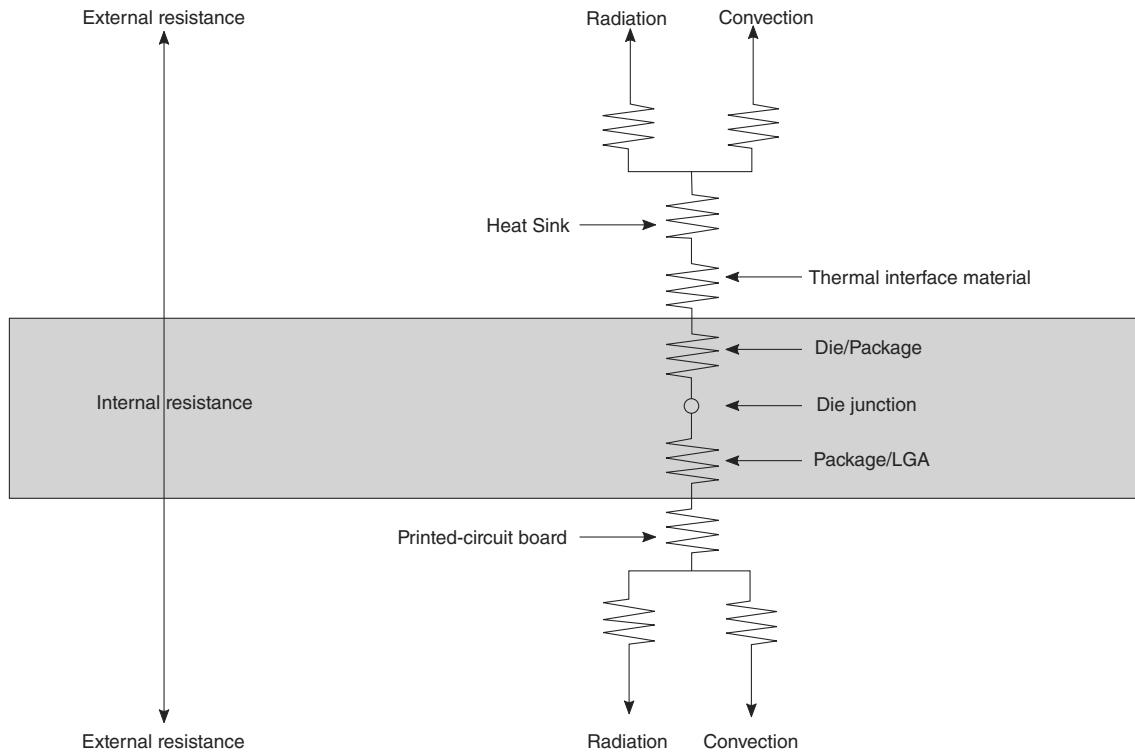 External resistance
Radiation
Convection
Heat Sink
Thermal interface material
Die/Package
Internal resistance
Die junction
Package/LGA
Printed-circuit board
External resistance
Radiation
Convection